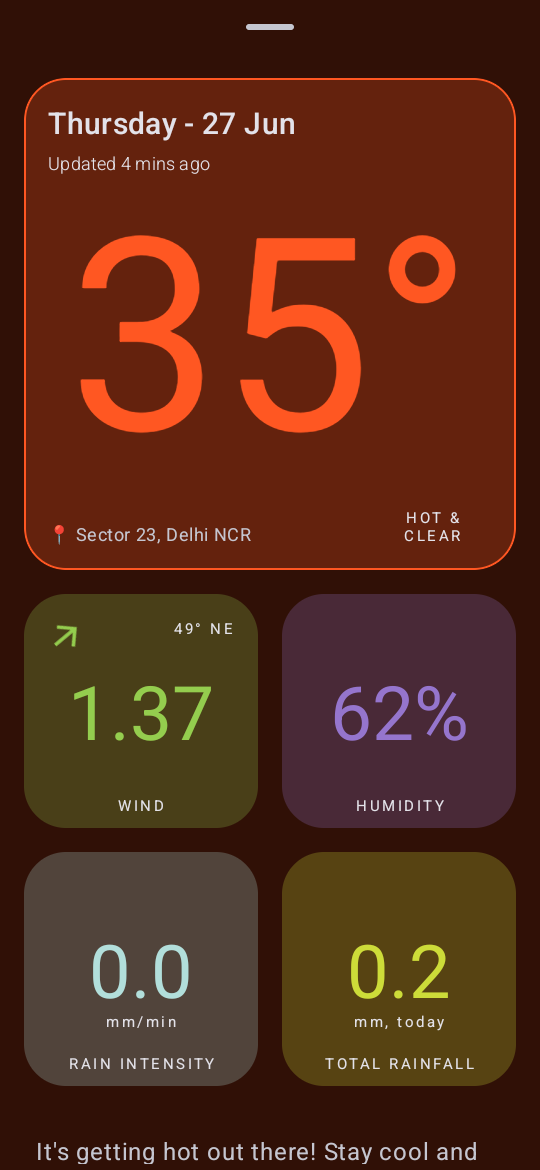 Thursday - 27 Jun
Updated 4 mins ago
35°
📍 Sector 23, Delhi NCR
HOT &
CLEAR
49° NE
1.37
WIND
62%
HUMIDITY
0.0
mm/min
RAIN INTENSITY
0.2
mm, today
TOTAL RAINFALL
It's getting hot out there! Stay cool and